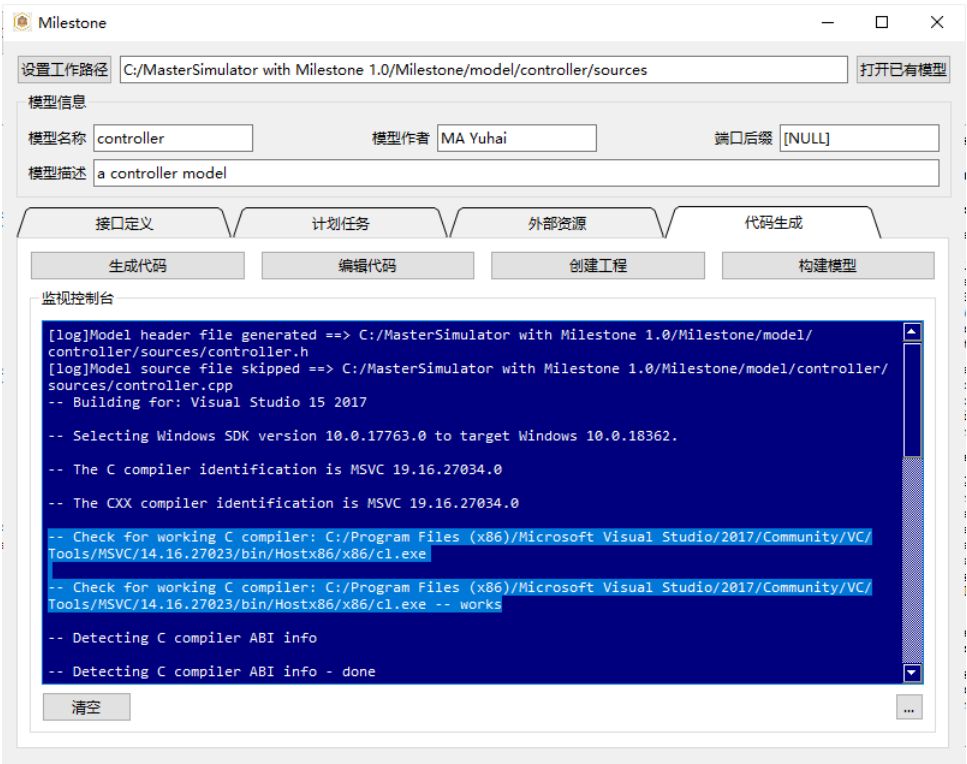 Milestone
设置工作路径 C:/MasterSimulator with Milestone 1.0/Milestone/model/controller/sources 打开已有模型
模型信息
模型名称 controller 模型作者 MA Yuhai 端口后缀 [NULL]
模型描述 a controller model
接口定义 计划任务 外部资源 代码生成
生成代码 编辑代码 创建工程 构建模型
监视控制台
[log]Model header file generated ==> C:/MasterSimulator with Milestone 1.0/Milestone/model/
controller/sources/controller.h
[log]Model source file skipped ==> C:/MasterSimulator with Milestone 1.0/Milestone/model/controller/
sources/controller.cpp
-- Building for: Visual Studio 15 2017
-- Selecting Windows SDK version 10.0.17763.0 to target Windows 10.0.18362.
-- The C compiler identification is MSVC 19.16.27034.0
-- The CXX compiler identification is MSVC 19.16.27034.0
-- Check for working C compiler: C:/Program Files (x86)/Microsoft Visual Studio/2017/Community/VC/
Tools/MSVC/14.16.27023/bin/Hostx86/x86/cl.exe
-- Check for working C compiler: C:/Program Files (x86)/Microsoft Visual Studio/2017/Community/VC/
Tools/MSVC/14.16.27023/bin/Hostx86/x86/cl.exe -- works
-- Detecting C compiler ABI info
-- Detecting C compiler ABI info - done
清空 ...